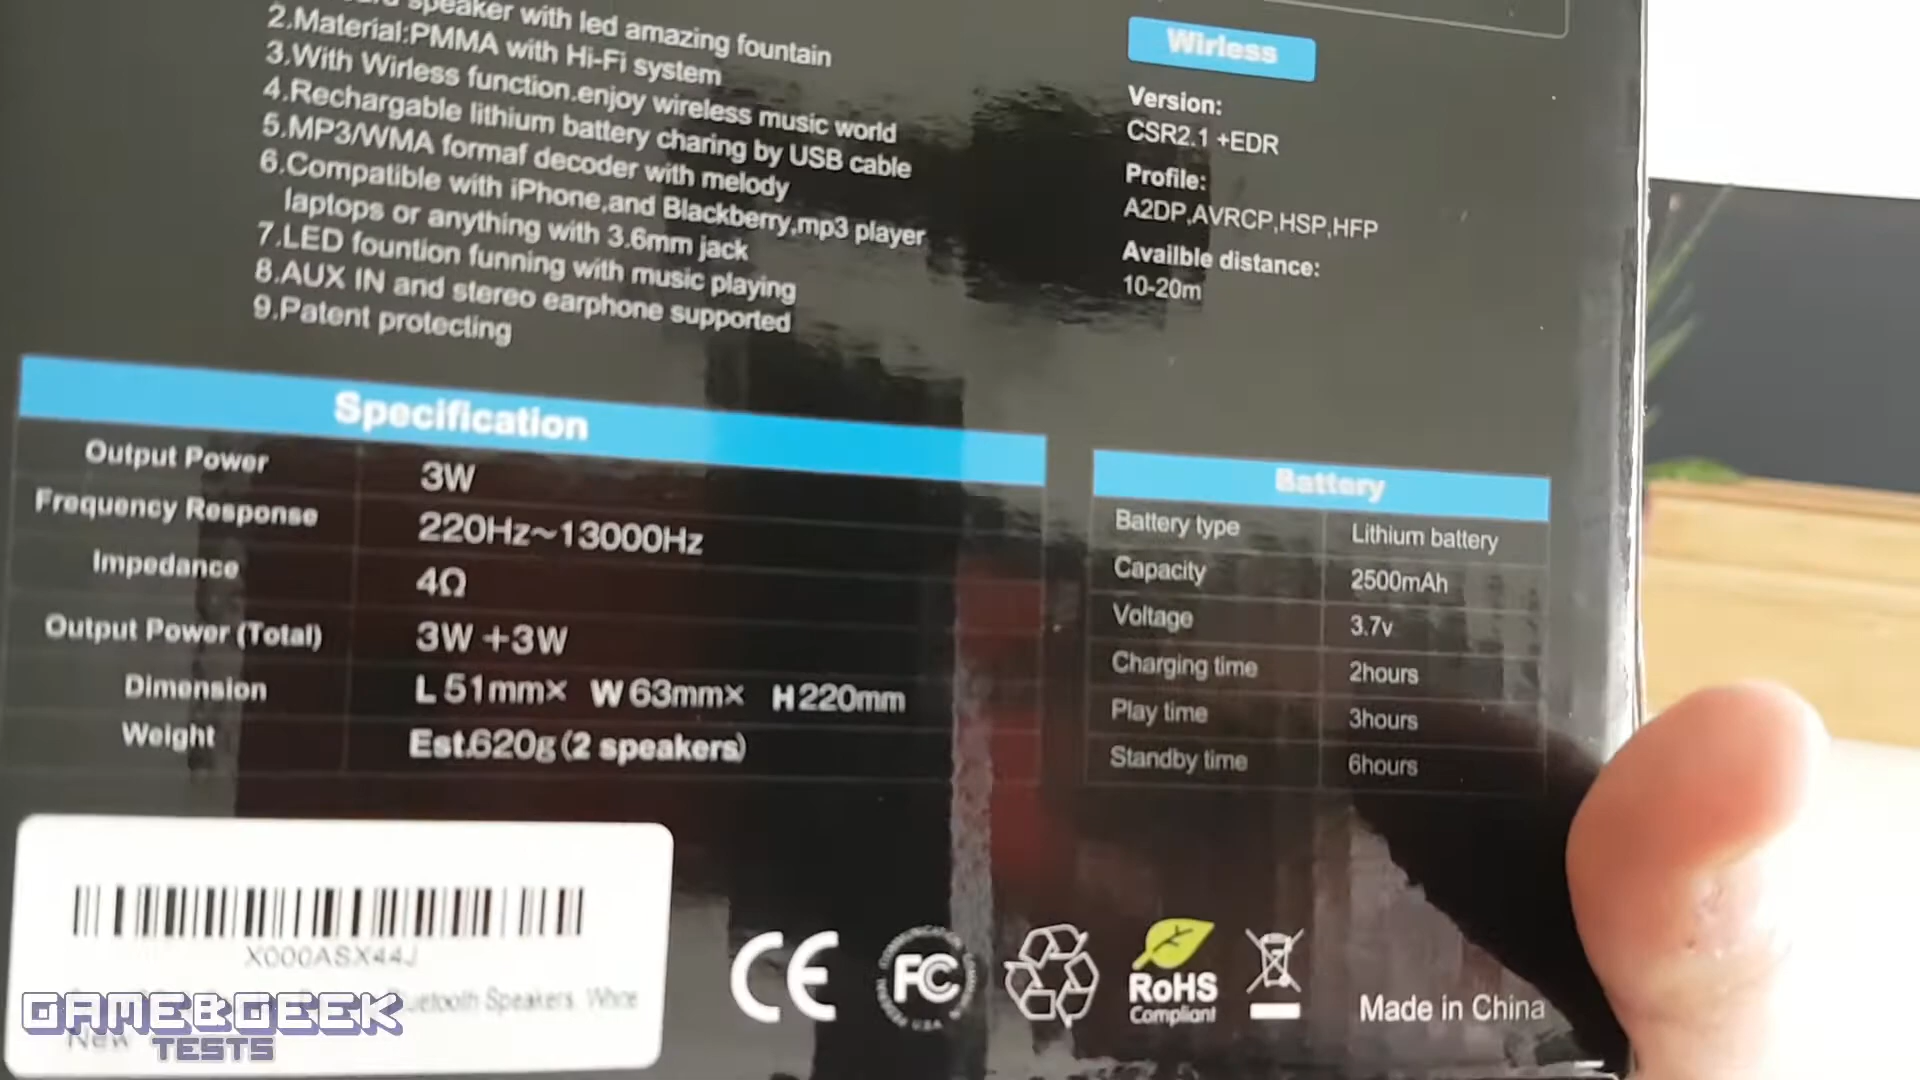 speaker with led amazing fountain
2.Material:PMMA with Hi-Fi system
3.With Wirless function.enjoy wireless music world
4.Rechargable lithium battery charing by USB cable
5.MP3/WMA formaf decoder with melody
6.Compatible with iPhone,and Blackberry,mp3 player
laptops or anything with 3.6mm jack
7.LED fountion funning with music playing
8.AUX IN and stereo earphone supported
9.Patent protecting
Wirless
Version:
CSR2.1 +EDR
Profile:
A2DP,AVRCP,HSP,HFP
Availble distance:
10-20m
Specification
Output Power 3W
Frequency Response 220Hz~13000Hz
Impedance 4Ω
Output Power (Total) 3W +3W
Dimension L 51mm× W 63mm× H 220mm
Weight Est.620g (2 speakers)
Battery
Battery type Lithium battery
Capacity 2500mAh
Voltage 3.7v
Charging time 2hours
Play time 3hours
Standby time 6hours
X000ASX44J
Bluetooth Speakers, White
New
GAME&GEEK
TESTS
CE
FC
RoHS
Compliant
Made in China